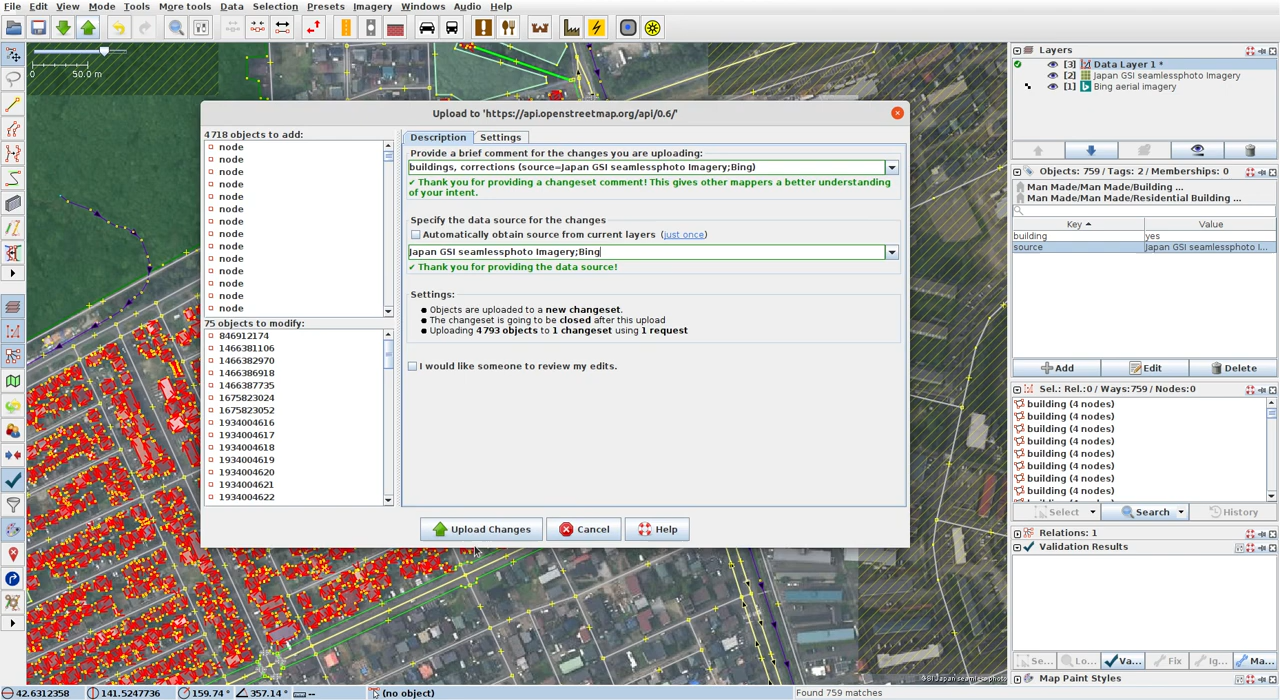 File Edit View Mode Tools More tools Data Selection Presets Imagery Windows Audio Help
0 50.0 m
Upload to 'https://api.openstreetmap.org/api/0.6/'
4718 objects to add:
node
node
node
node
node
node
node
node
node
node
node
node
node
node
75 objects to modify:
846912174
1466381106
1466382970
1466386918
1466387735
1675823024
1675823052
1934004616
1934004617
1934004618
1934004619
1934004620
1934004621
1934004622
Description Settings
Provide a brief comment for the changes you are uploading:
buildings, corrections (source=Japan GSI seamlessphoto Imagery;Bing)
✔ Thank you for providing a changeset comment! This gives other mappers a better understanding
of your intent.
Specify the data source for the changes
Automatically obtain source from current layers (just once)
Japan GSI seamlessphoto Imagery;Bing
✔ Thank you for providing the data source!
Settings:
Objects are uploaded to a new changeset.
The changeset is going to be closed after this upload
Uploading 4793 objects to 1 changeset using 1 request
I would like someone to review my edits.
Upload Changes Cancel Help
Layers
[3] Data Layer 1 *
[2] Japan GSI seamlessphoto Imagery
[1] Bing aerial imagery
Objects: 759 / Tags: 2 / Memberships: 0
Man Made/Man Made/Building ...
Man Made/Man Made/Residential Building ...
Key Value
building yes
source Japan GSI seamlessphoto I...
Add Edit Delete
Sel.: Rel.:0 / Ways:759 / Nodes:0
building (4 nodes)
building (4 nodes)
building (4 nodes)
building (4 nodes)
building (4 nodes)
building (4 nodes)
building (4 nodes)
building (4 nodes)
Select Search History
Relations: 1
Validation Results
Se... Lo... Va... Fix Ig... Ma...
Map Paint Styles
42.6312358 141.5247736 159.74 ° 357.14 ° -- (no object) Found 759 matches